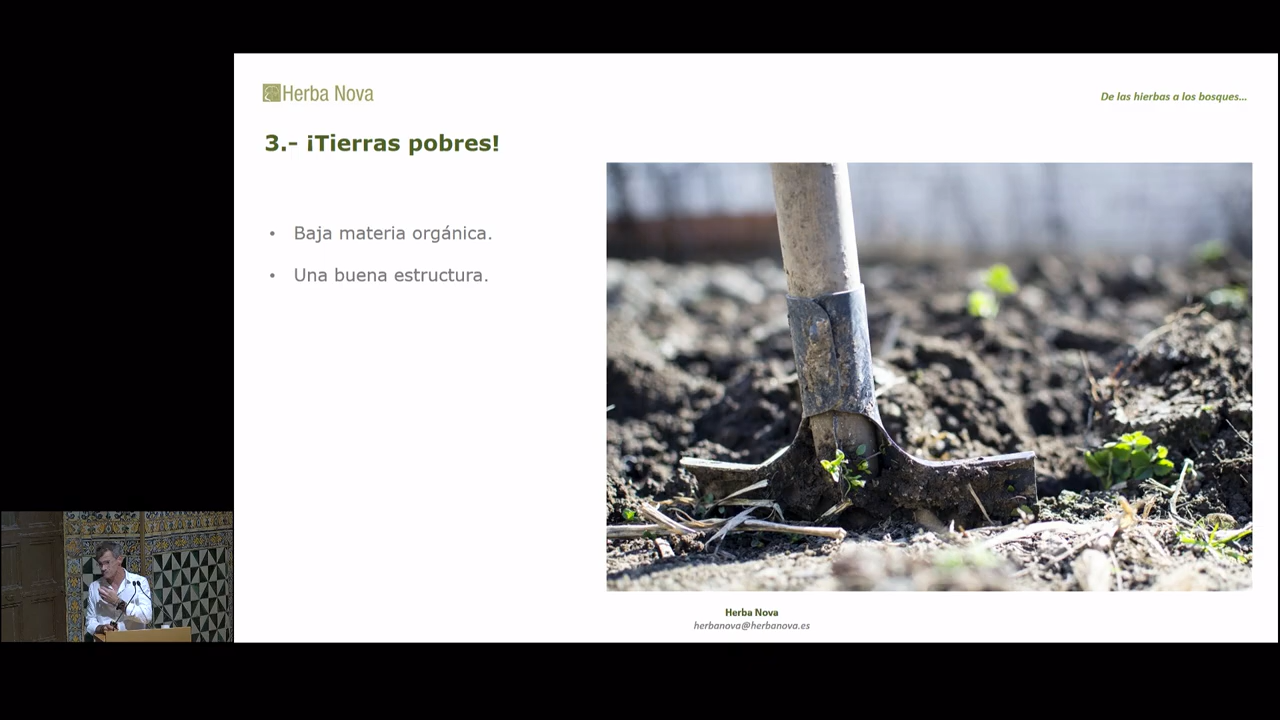 Herba Nova
De las hierbas a los bosques...
3.- ¡Tierras pobres!
• Baja materia orgánica.
• Una buena estructura.
Herba Nova
herbanova@herbanova.es